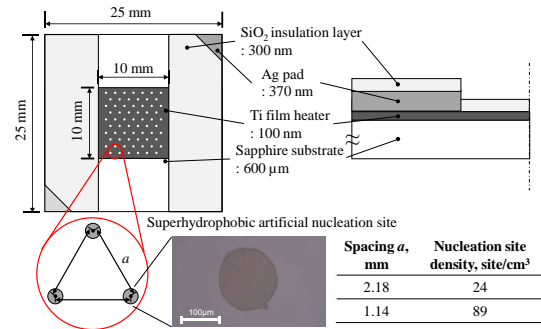 25 mm
SiO₂ insulation layer
: 300 nm
10 mm
Ag pad
: 370 nm
25 mm
10 mm
Ti film heater
: 100 nm
Sapphire substrate
: 600 µm
≈
Superhydrophobic artificial nucleation site
a
100µm
Spacing a, mm | Nucleation site density, site/cm³
2.18 | 24
1.14 | 89